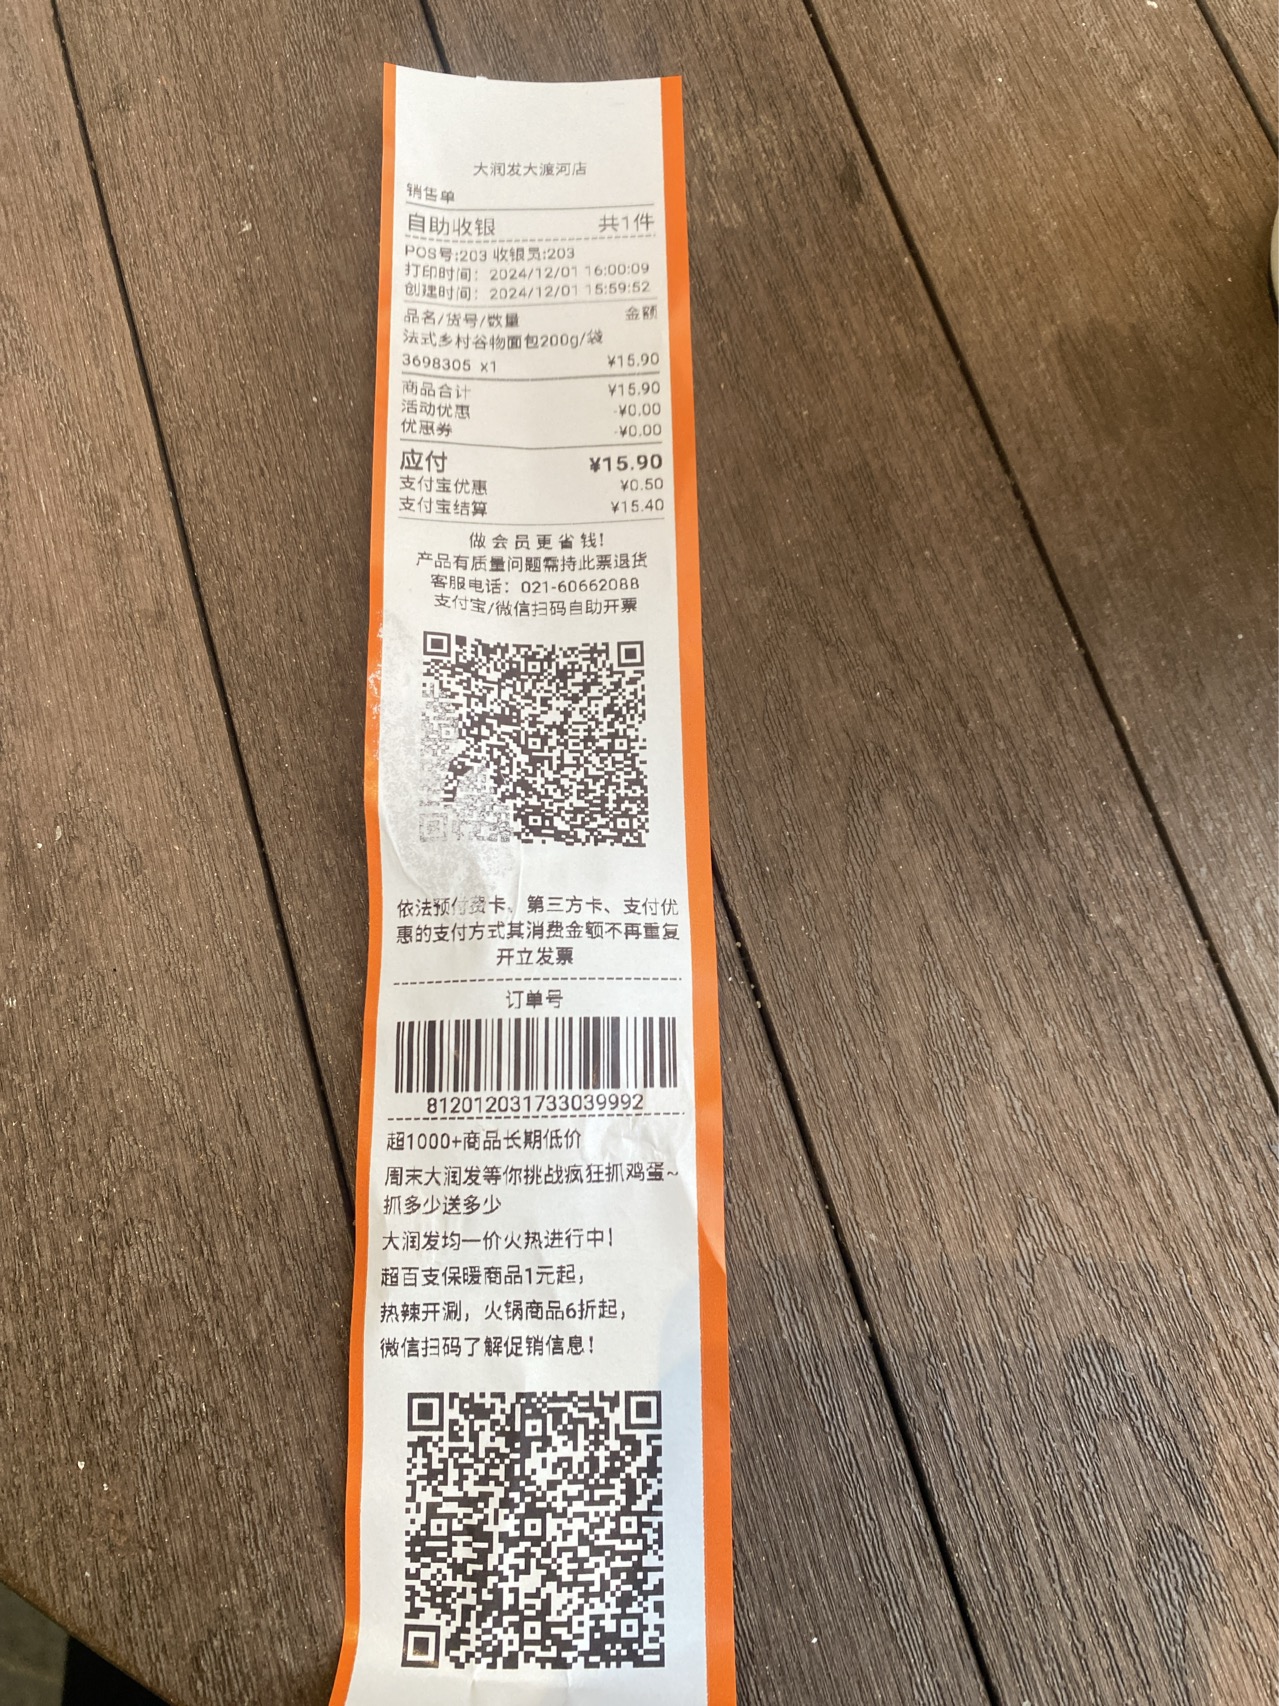 大润发大渡河店
销售单
自助收银 共1件
POS号:203 收银员:203
打印时间: 2024/12/01 16:00:09
创建时间: 2024/12/01 15:59:52
品名/货号/数量 金额
法式乡村谷物面包200g/袋
3698305 x1 ¥15.90
商品合计 ¥15.90
活动优惠 -¥0.00
优惠券 -¥0.00
应付 ¥15.90
支付宝优惠 ¥0.50
支付宝结算 ¥15.40
做会员更省钱!
产品有质量问题需持此票退货
客服电话: 021-60662088
支付宝/微信扫码自助开票
依法预付费卡、第三方卡、支付优
惠的支付方式其消费金额不再重复
开立发票
订单号
812012031733039992
超1000+商品长期低价
周末大润发等你挑战疯狂抓鸡蛋~
抓多少送多少
大润发均一价火热进行中!
超百支保暖商品1元起,
热辣开涮, 火锅商品6折起,
微信扫码了解促销信息!